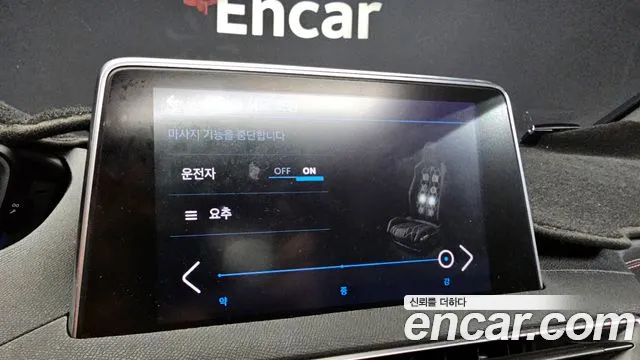 Encar
마사지 기능을 중단합니다
운전자 OFF ON
요추
약 중 강
신뢰를 더하다
encar.com